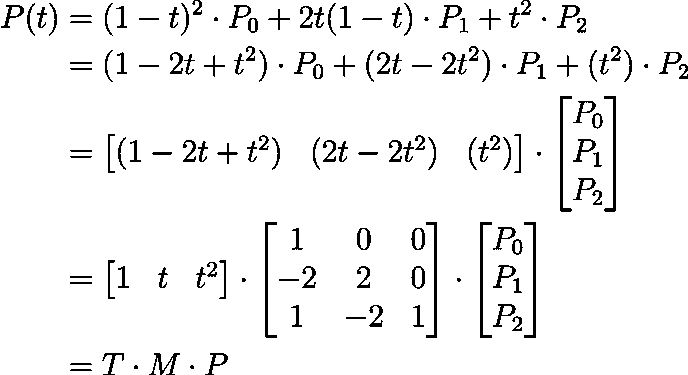 P(t) = (1 − t)² · P₀ + 2t(1 − t) · P₁ + t² · P₂
= (1 − 2t + t²) · P₀ + (2t − 2t²) · P₁ + (t²) · P₂
= [(1 − 2t + t²) (2t − 2t²) (t²)] · [P₀ P₁ P₂]
= [1 t t²] · [1 0 0 −2 2 0 1 −2 1] · [P₀ P₁ P₂]
= T · M · P